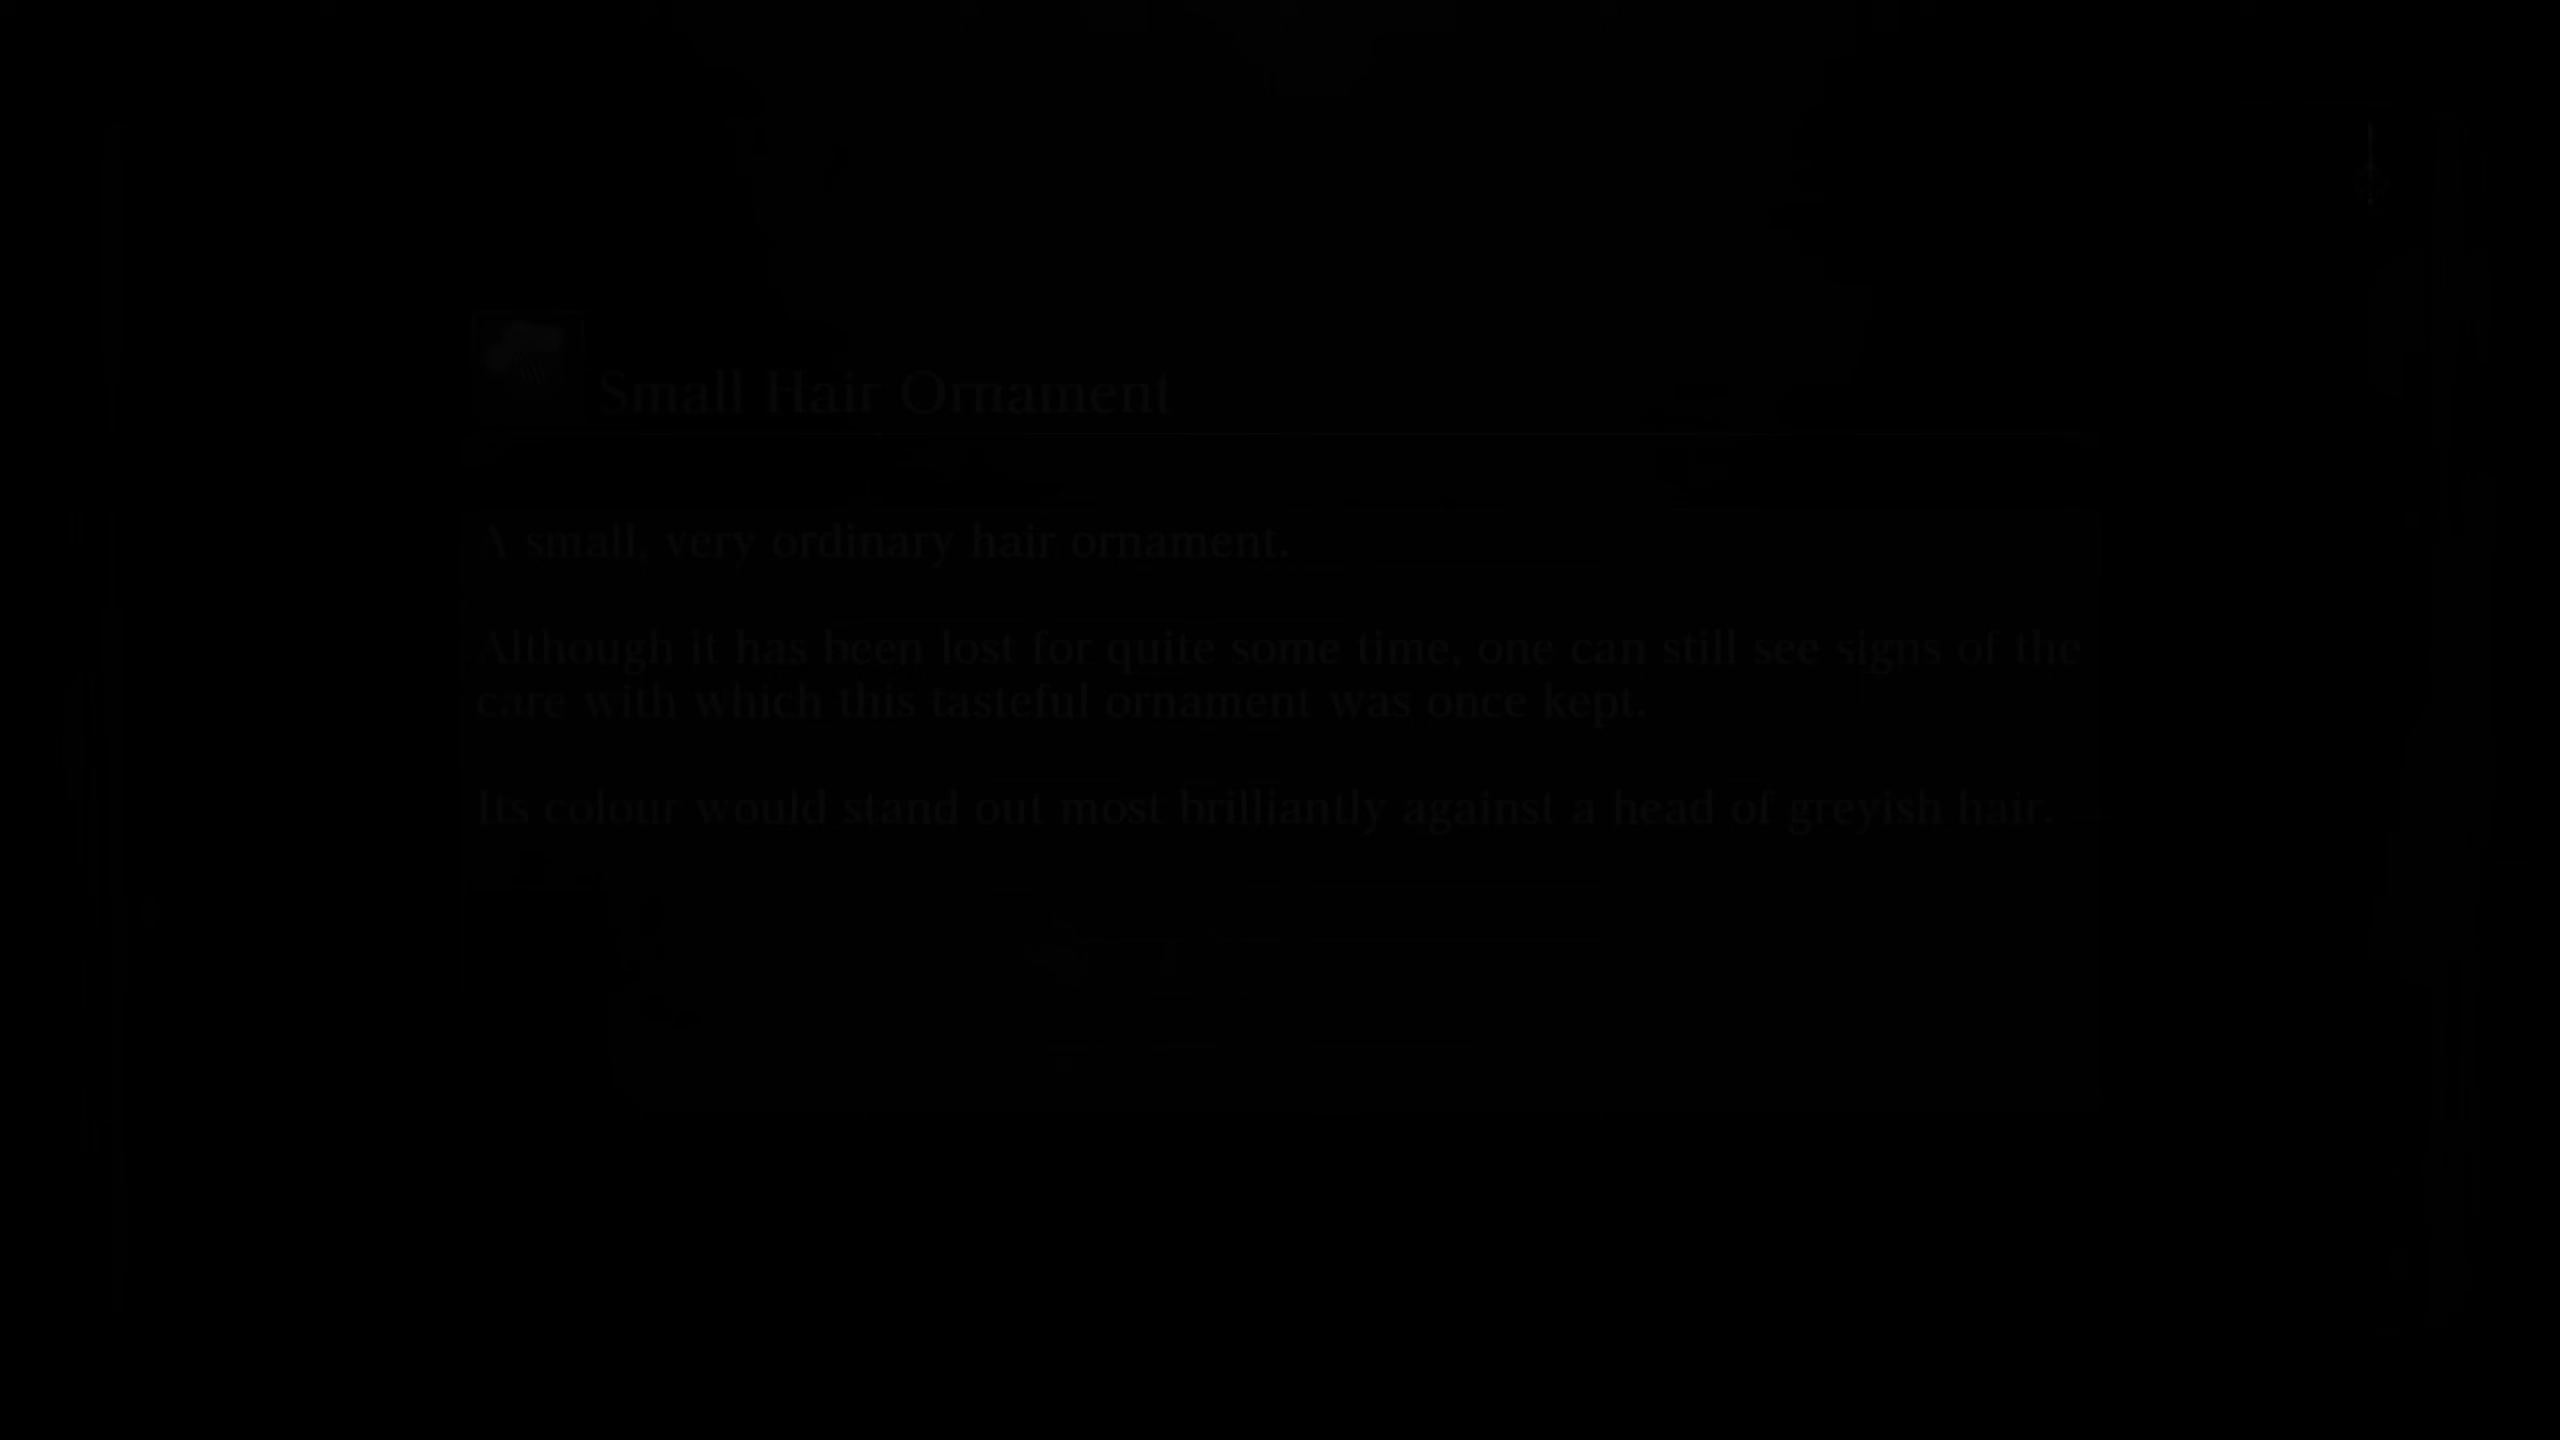 Small Hair Ornament
A small, very ordinary hair ornament.
Although it has been lost for quite some time, one can still see signs of the
care with which this tasteful ornament was once kept.
Its colour would stand out most brilliantly against a head of greyish hair.